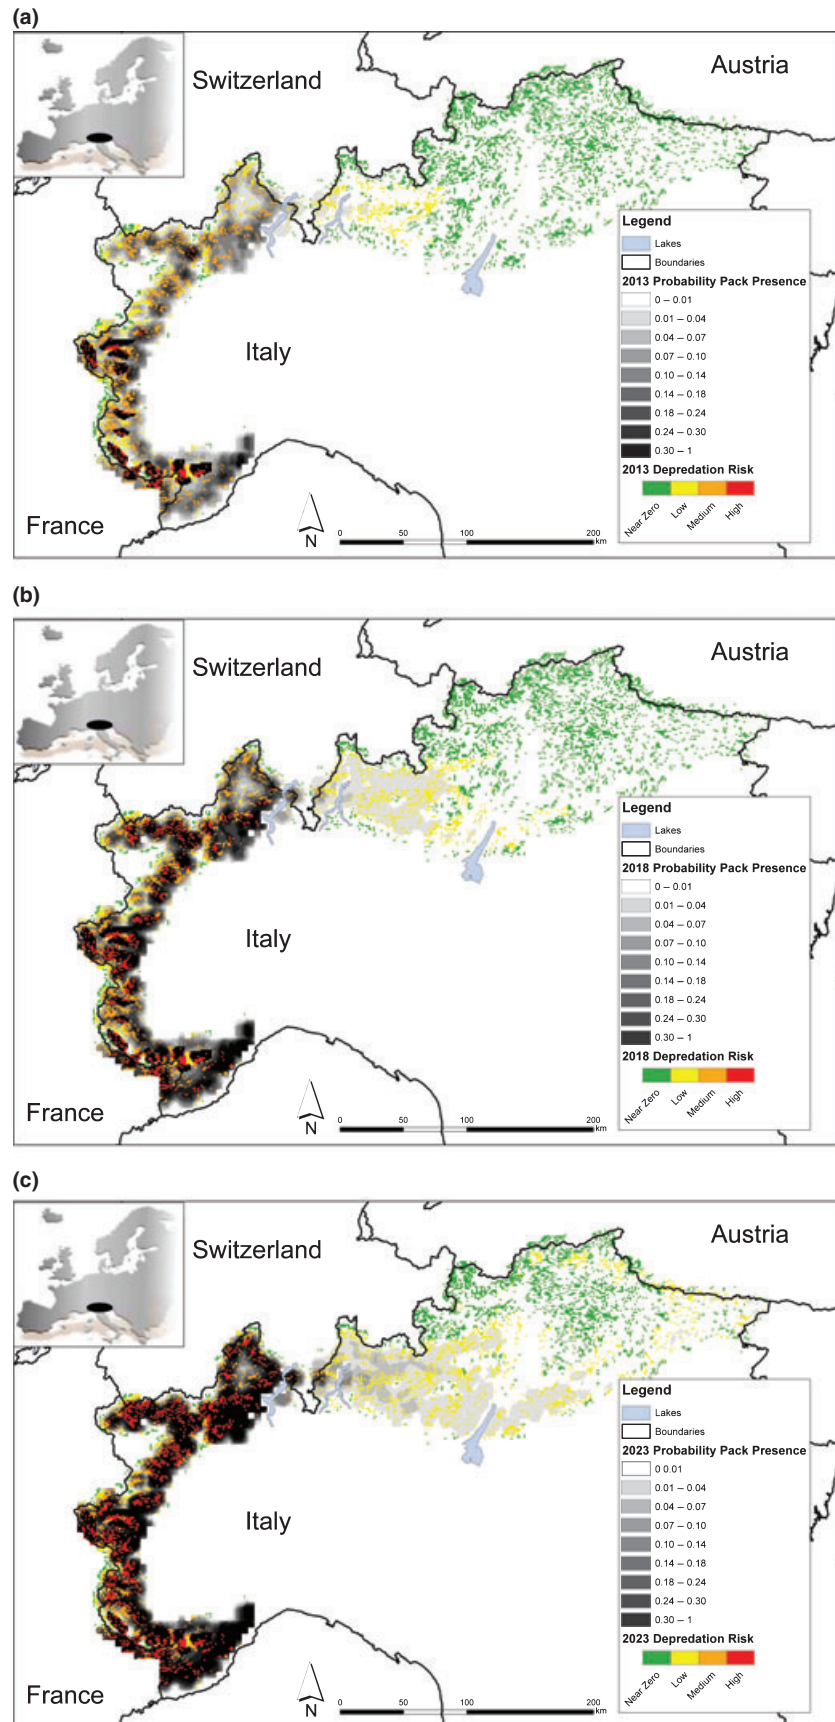 (a)
Switzerland
Austria
Italy
France
N
0 50 100 200
km
Legend
Lakes
Boundaries
2013 Probability Pack Presence
0 – 0.01
0.01 – 0.04
0.04 – 0.07
0.07 – 0.10
0.10 – 0.14
0.14 – 0.18
0.18 – 0.24
0.24 – 0.30
0.30 – 1
2013 Depredation Risk
Near Zero
Low
Medium
High
(b)
Switzerland
Austria
Italy
France
N
0 50 100 200
km
Legend
Lakes
Boundaries
2018 Probability Pack Presence
0 – 0.01
0.01 – 0.04
0.04 – 0.07
0.07 – 0.10
0.10 – 0.14
0.14 – 0.18
0.18 – 0.24
0.24 – 0.30
0.30 – 1
2018 Depredation Risk
Near Zero
Low
Medium
High
(c)
Switzerland
Austria
Italy
France
N
0 50 100 200
km
Legend
Lakes
Boundaries
2023 Probability Pack Presence
0 0.01
0.01 – 0.04
0.04 – 0.07
0.07 – 0.10
0.10 – 0.14
0.14 – 0.18
0.18 – 0.24
0.24 – 0.30
0.30 – 1
2023 Depredation Risk
Near Zero
Low
Medium
High